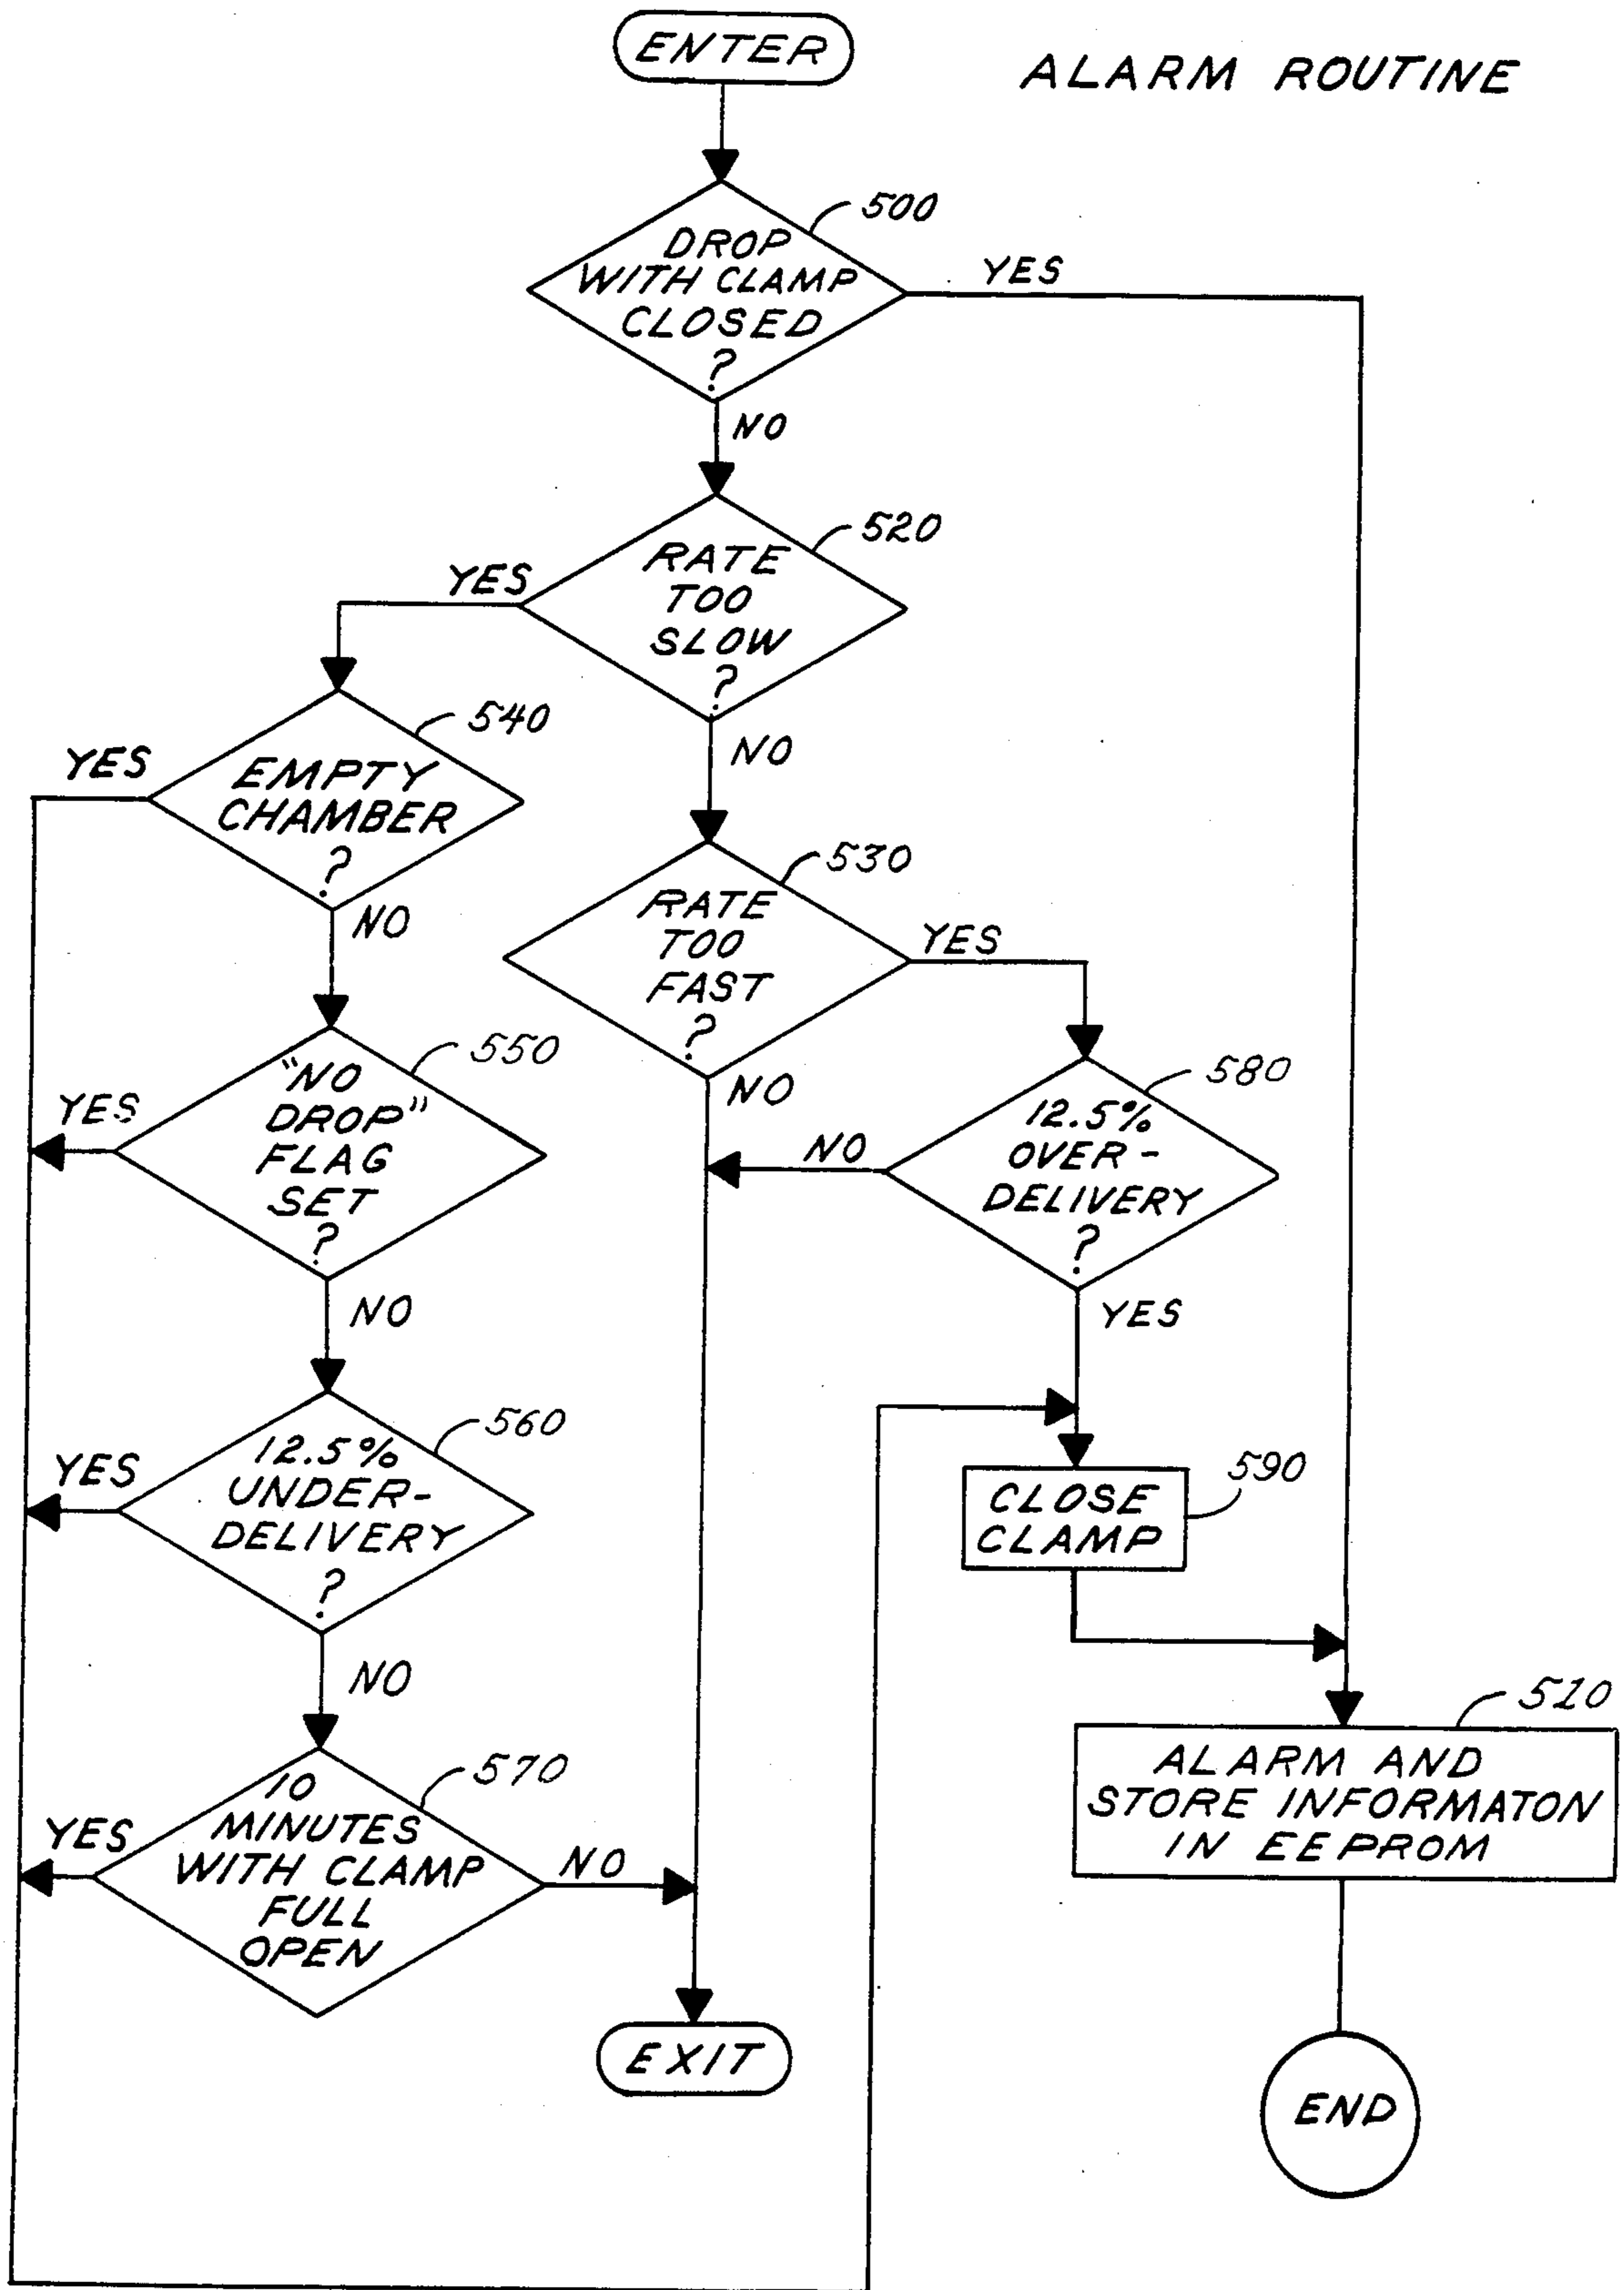 ENTER
ALARM ROUTINE
500
DROP
WITH CLAMP
CLOSED
?
YES
NO
520
RATE
TOO
SLOW
?
YES
NO
540
EMPTY
CHAMBER
?
YES
NO
530
RATE
TOO
FAST
?
YES
NO
550
"NO
DROP"
FLAG
SET
?
YES
NO
580
12.5%
OVER-
DELIVERY
?
NO
YES
560
12.5%
UNDER-
DELIVERY
?
YES
NO
590
CLOSE
CLAMP
570
10
MINUTES
WITH CLAMP
FULL
OPEN
YES
NO
510
ALARM AND
STORE INFORMATON
IN EEPROM
EXIT
END